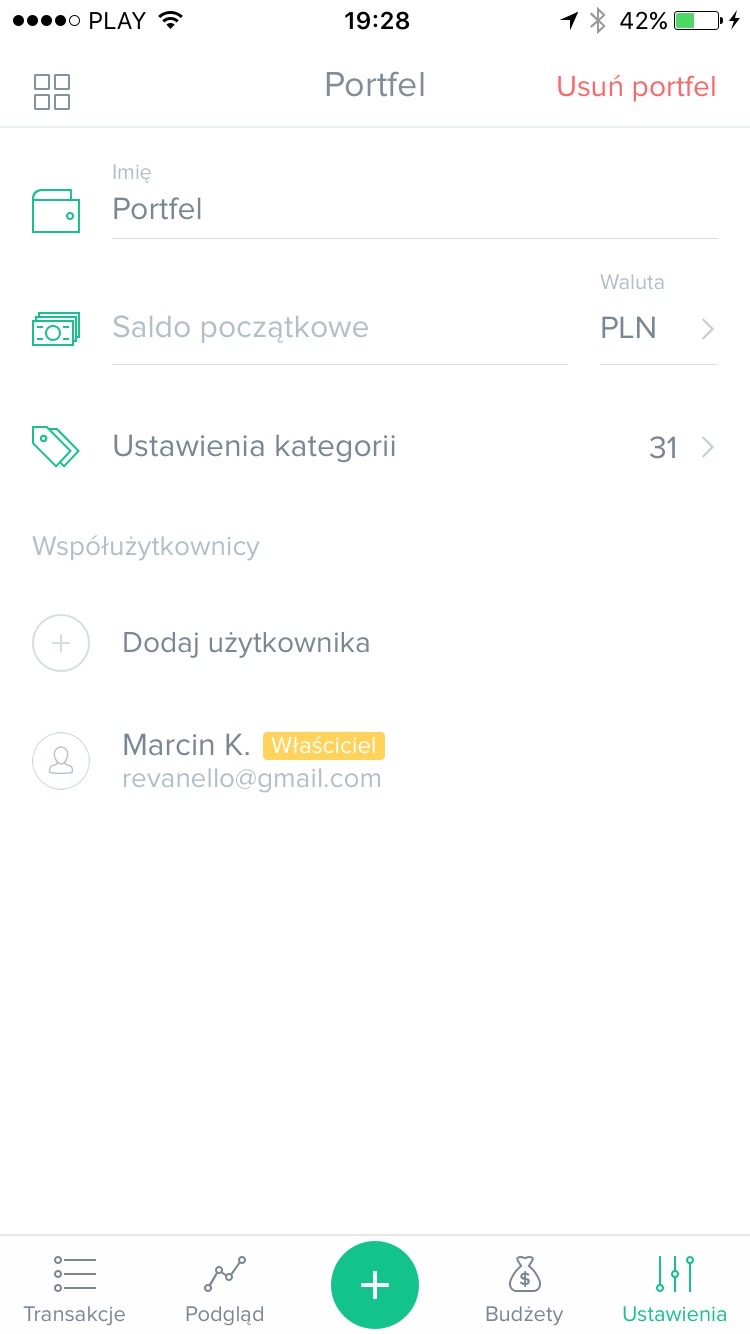 PLAY 19:28 42%
Portfel Usuń portfel
Imię
Portfel
Waluta
Saldo początkowe PLN
Ustawienia kategorii 31
Współużytkownicy
Dodaj użytkownika
Marcin K. Właściciel
revanello@gmail.com
Transakcje Podgląd Budżety Ustawienia